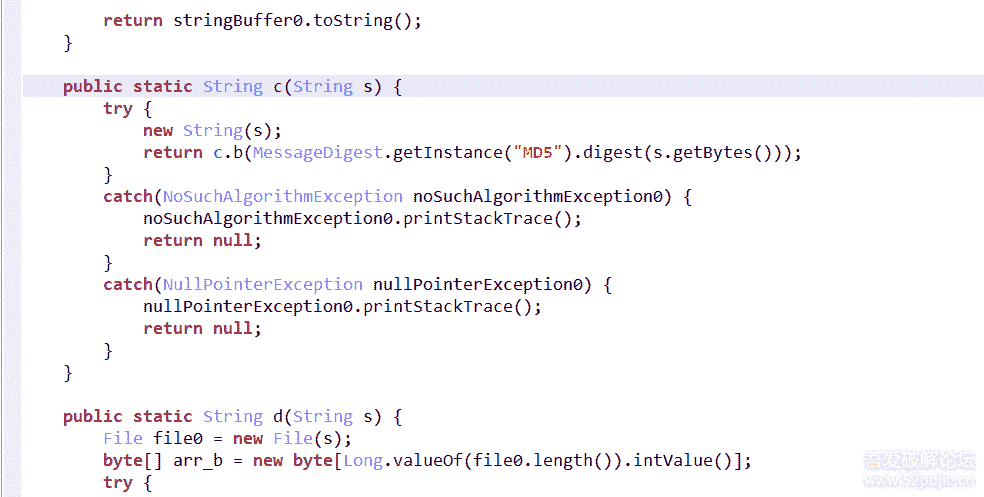 return stringBuffer0.toString();
}
public static String c(String s) {
try {
new String(s);
return c.b(MessageDigest.getInstance("MD5").digest(s.getBytes()));
}
catch(NoSuchAlgorithmException noSuchAlgorithmException0) {
noSuchAlgorithmException0.printStackTrace();
return null;
}
catch(NullPointerException nullPointerException0) {
nullPointerException0.printStackTrace();
return null;
}
}
public static String d(String s) {
File file0 = new File(s);
byte[] arr_b = new byte[Long.valueOf(file0.length()).intValue()];
try {
吾爱破解论坛
www.52pojie.cn